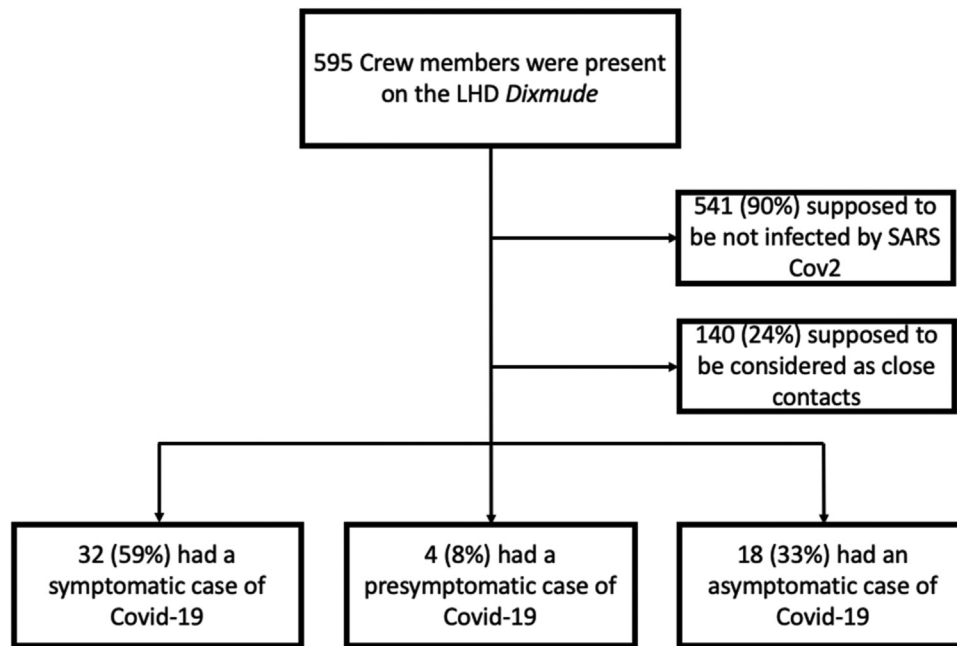 595 Crew members were present
on the LHD Dixmude
541 (90%) supposed to
be not infected by SARS
Cov2
140 (24%) supposed to
be considered as close
contacts
32 (59%) had a
symptomatic case of
Covid-19
4 (8%) had a
presymptomatic case of
Covid-19
18 (33%) had an
asymptomatic case of
Covid-19